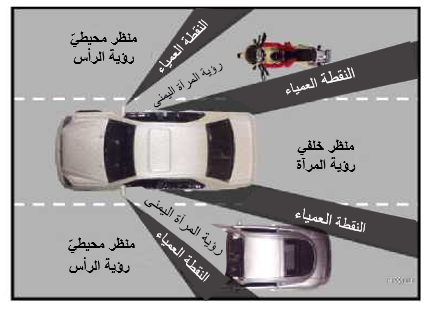 منظر محيطيّ
رؤية الرأس
النقطة العمياء
رؤية المرآة اليمنى
النقطة العمياء
منظر خلفي
رؤية المرآة
النقطة العمياء
رؤية المرآة اليمنى
النقطة العمياء
منظر محيطيّ
رؤية الرأس